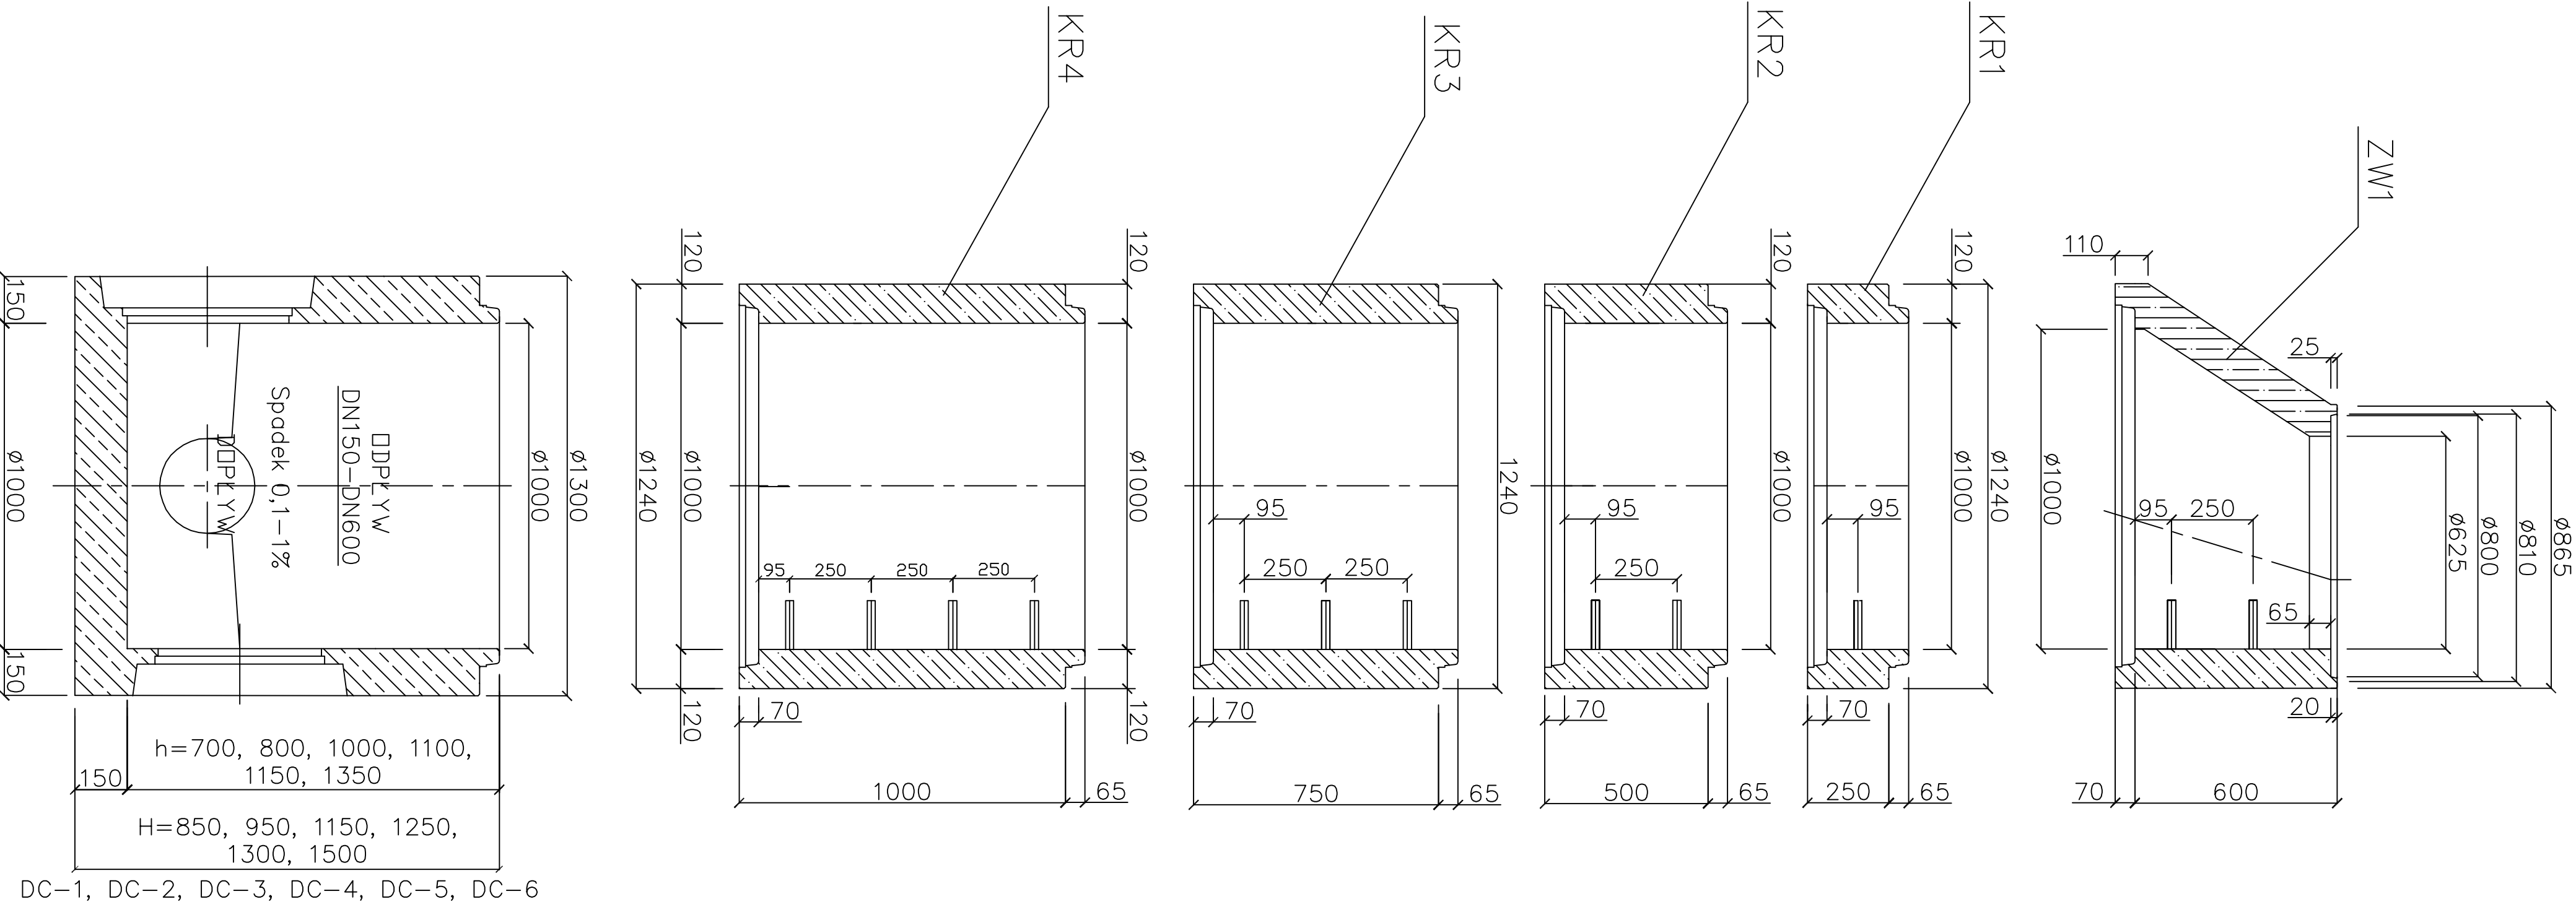 KR4
KR3
KR2
KR1
ZW1
120
120
120
120
110
25
150
ø1000
150
Spadek 0,1-1%
DN150-DN600
ø1000
ø1300
ø1240
ø1000
120
95
250
250
250
ø1000
120
70
1000
65
95
250
250
1240
70
750
65
95
250
ø1000
70
500
65
95
ø1000
ø1240
70
250
65
ø1000
95
250
65
ø625
ø800
ø810
ø865
20
70
600
150
h=700, 800, 1000, 1100,
1150, 1350
H=850, 950, 1150, 1250,
1300, 1500
DC-1, DC-2, DC-3, DC-4, DC-5, DC-6